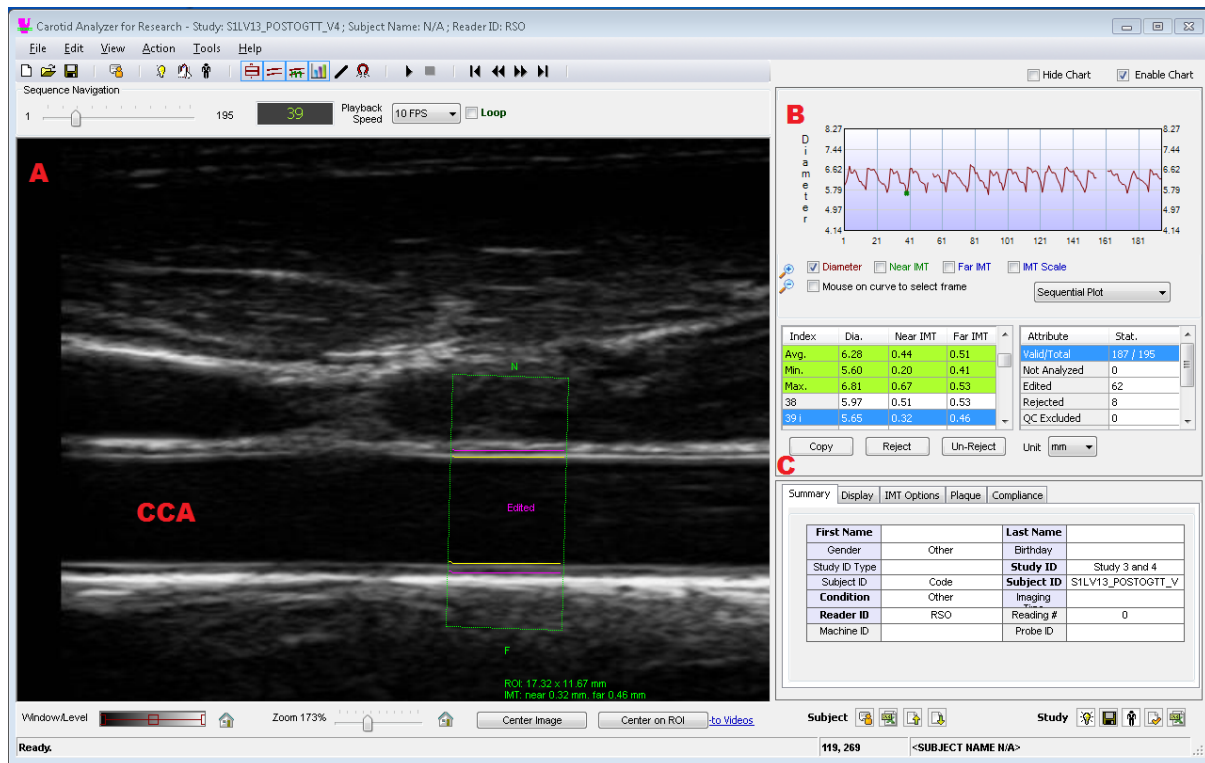 Carotid Analyzer for Research - Study: S1LV13_POSTOGTT_V4 ; Subject Name: N/A ; Reader ID: RSO
File Edit View Action Tools Help
Sequence Navigation
1 195 39 Playback Speed 10 FPS Loop
Hide Chart Enable Chart
A
N
CCA
Edited
F
ROI: 17.32 x 11.67 mm
IMT: near 0.32 mm, far 0.46 mm
B
Diameter
8.27 8.27
7.44 7.44
6.62 6.62
5.79 5.79
4.97 4.97
4.14 4.14
1 21 41 61 81 101 121 141 161 181
Diameter Near IMT Far IMT IMT Scale
Mouse on curve to select frame Sequential Plot
Index Dia. Near IMT Far IMT
Avg. 6.28 0.44 0.51
Min. 5.60 0.20 0.41
Max. 6.81 0.67 0.53
38 5.97 0.51 0.53
39 i 5.65 0.32 0.46
Attribute Stat.
Valid/Total 187 / 195
Not Analyzed 0
Edited 62
Rejected 8
QC Excluded 0
Copy Reject Un-Reject Unit mm
C
Summary Display IMT Options Plaque Compliance
First Name Last Name
Gender Other Birthday
Study ID Type Study ID Study 3 and 4
Subject ID Code Subject ID S1LV13_POSTOGTT_V
Condition Other Imaging
Reader ID RSO Reading # 0
Machine ID Probe ID
Window/Level Zoom 173% Center Image Center on ROI -to Videos
Subject Study
Ready. 119, 269 <SUBJECT NAME N/A>